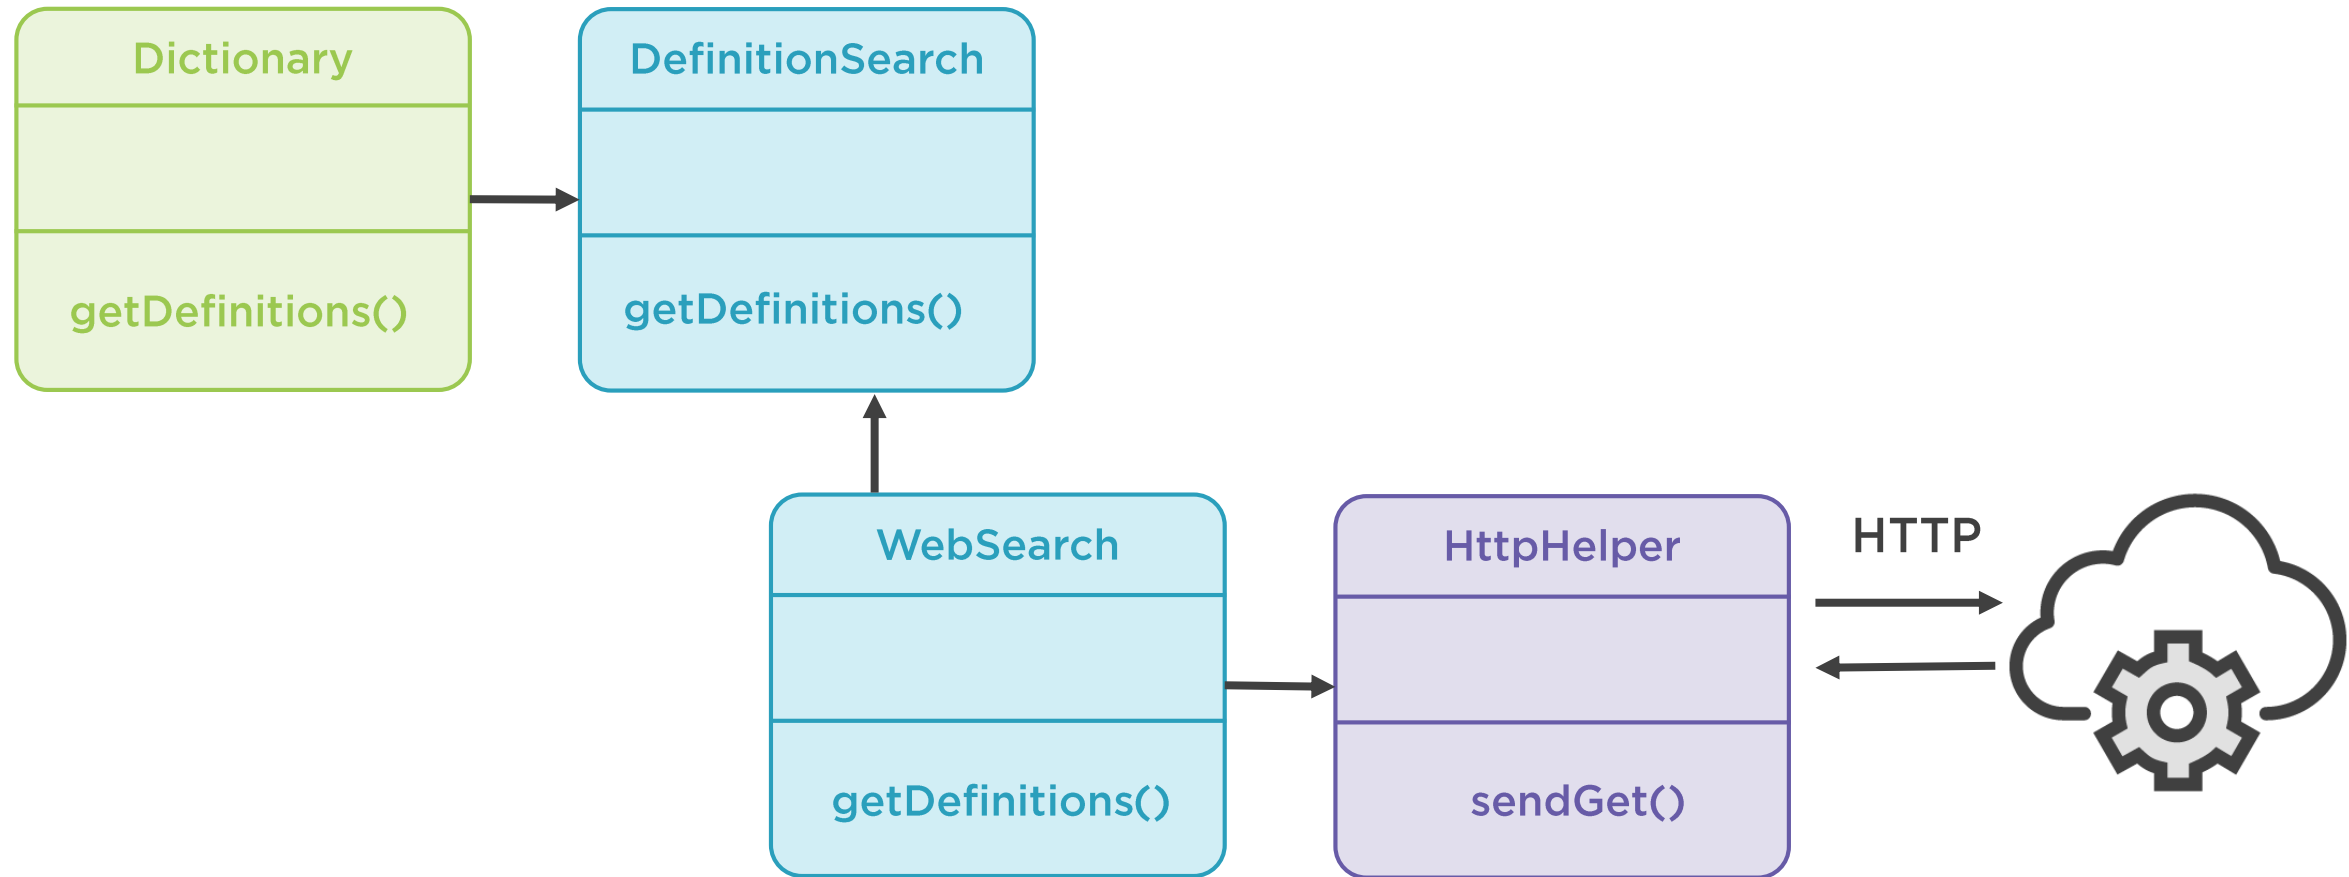 Dictionary
getDefinitions()
DefinitionSearch
getDefinitions()
WebSearch
getDefinitions()
HttpHelper
sendGet()
HTTP